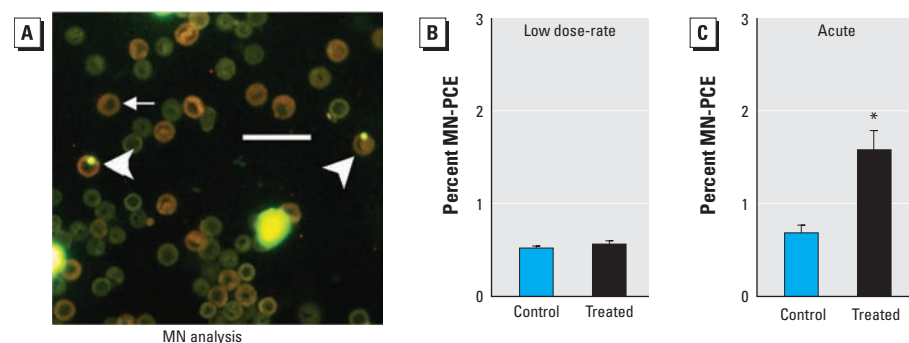 A
MN analysis
B
Low dose-rate
Percent MN-PCE
3
2
1
0
Control Treated
C
Acute
Percent MN-PCE
3
2
1
0
*
Control Treated